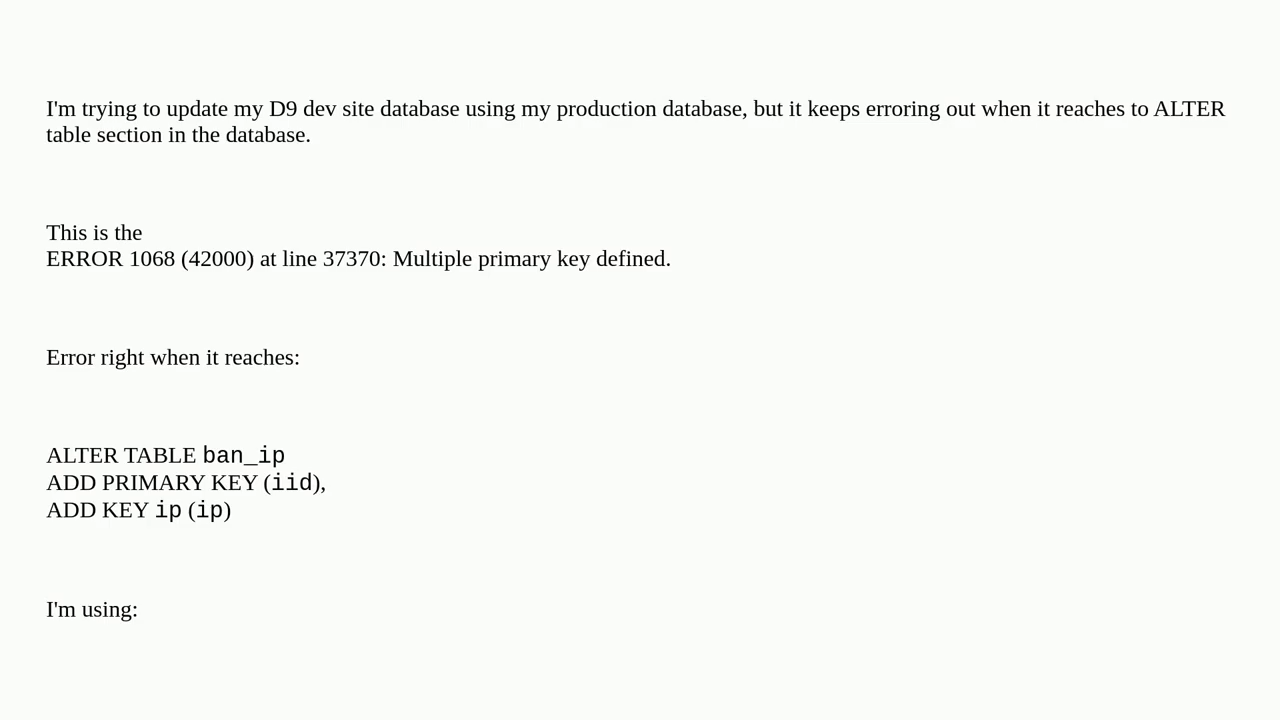 I'm trying to update my D9 dev site database using my production database, but it keeps erroring out when it reaches to ALTER
table section in the database.
This is the
ERROR 1068 (42000) at line 37370: Multiple primary key defined.
Error right when it reaches:
ALTER TABLE ban_ip
ADD PRIMARY KEY (iid),
ADD KEY ip (ip)
I'm using: